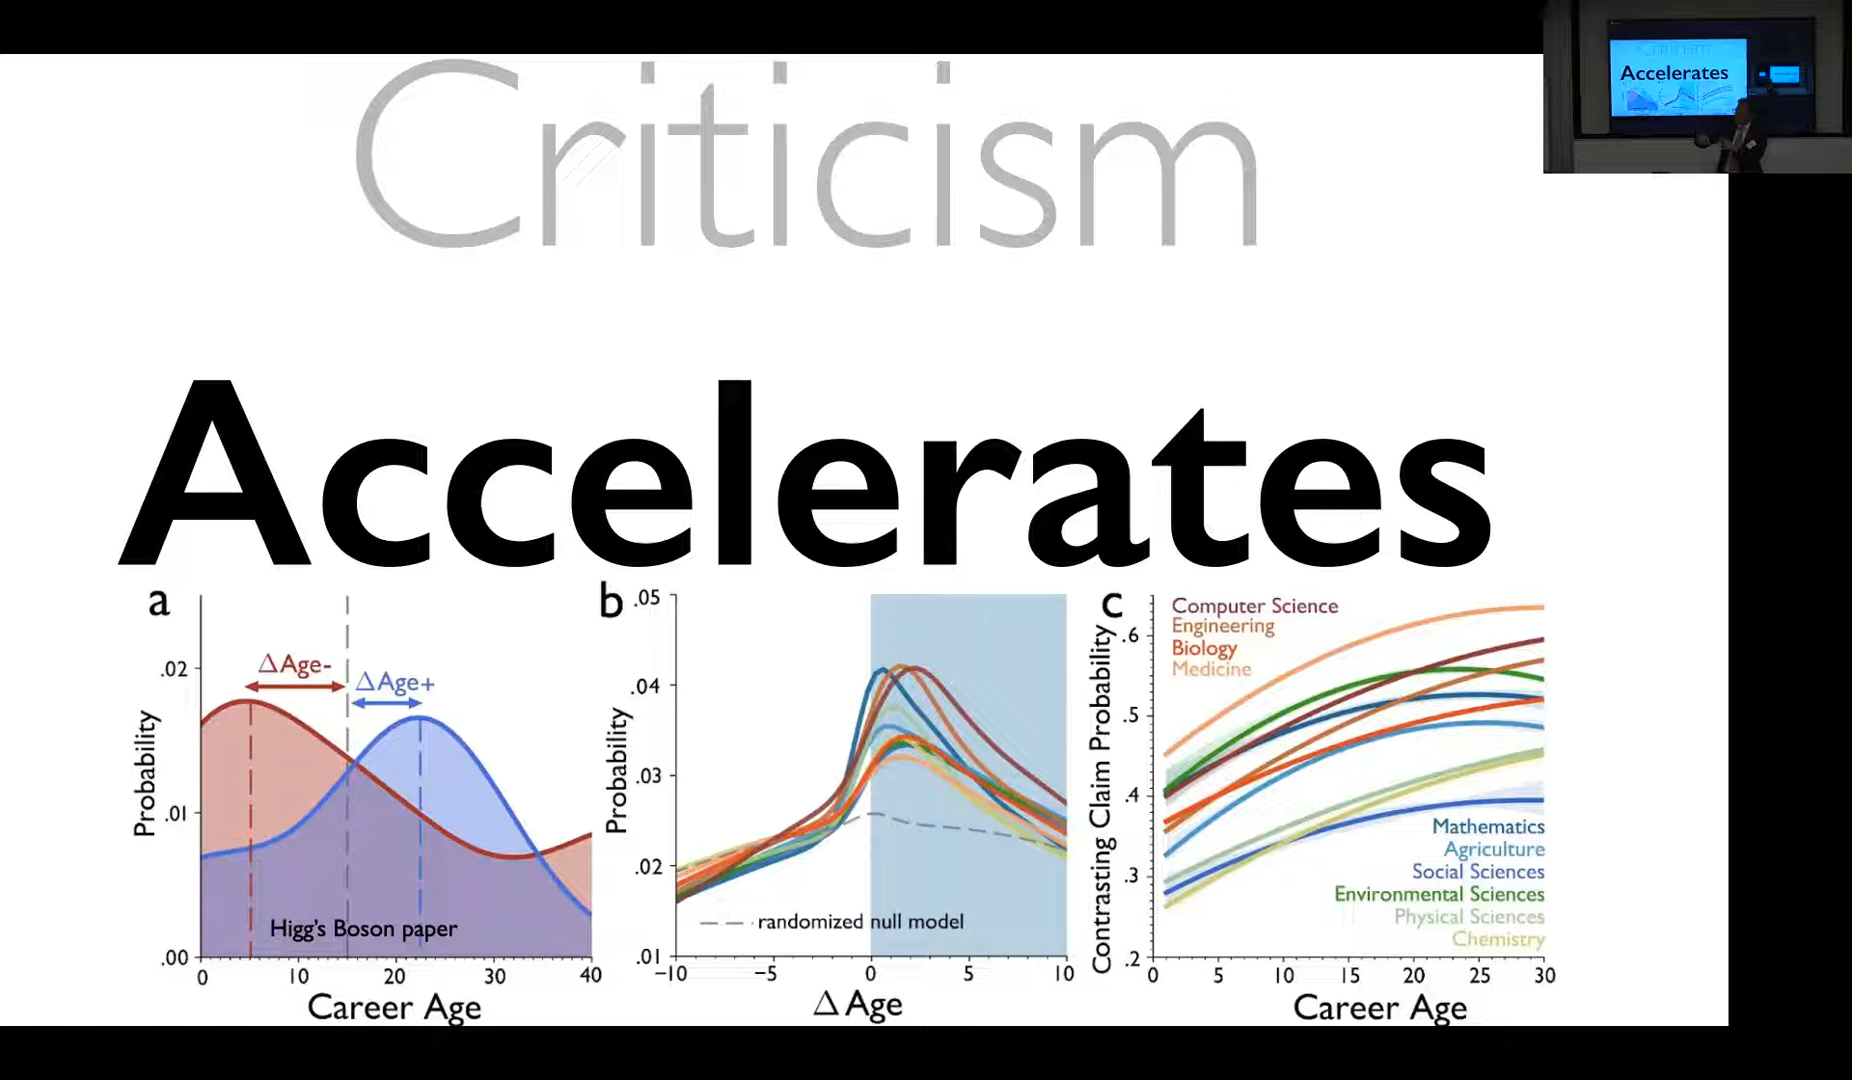 Criticism
Accelerates
a
ΔAge-
ΔAge+
.02
.01
.00
Probability
Higg's Boson paper
0
10
20
30
40
Career Age
b
.05
.04
.03
.02
.01
Probability
randomized null model
−10
−5
0
5
10
Δ Age
c
.6
.5
.4
.3
.2
Contrasting Claim Probability
Computer Science
Engineering
Biology
Medicine
Mathematics
Agriculture
Social Sciences
Environmental Sciences
Physical Sciences
Chemistry
0
5
10
15
20
25
30
Career Age
Criticism
Accelerates